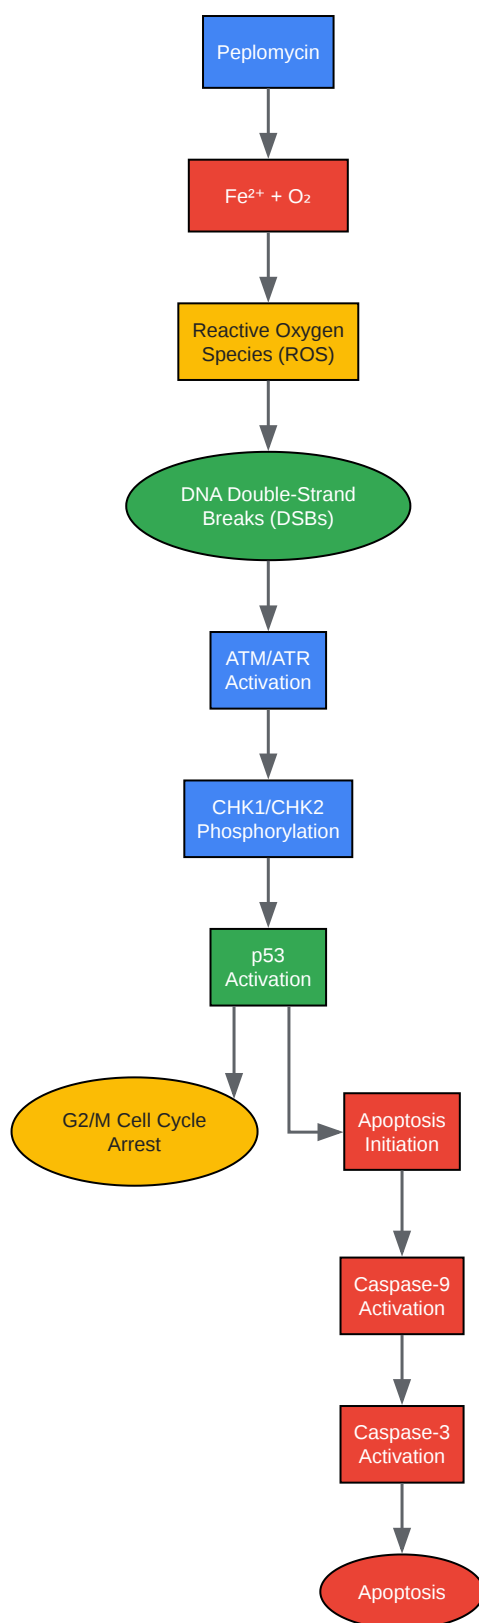 Peplomycin
Fe²⁺ + O₂
Reactive Oxygen
Species (ROS)
DNA Double-Strand
Breaks (DSBs)
ATM/ATR
Activation
CHK1/CHK2
Phosphorylation
p53
Activation
G2/M Cell Cycle
Arrest
Apoptosis
Initiation
Caspase-9
Activation
Caspase-3
Activation
Apoptosis